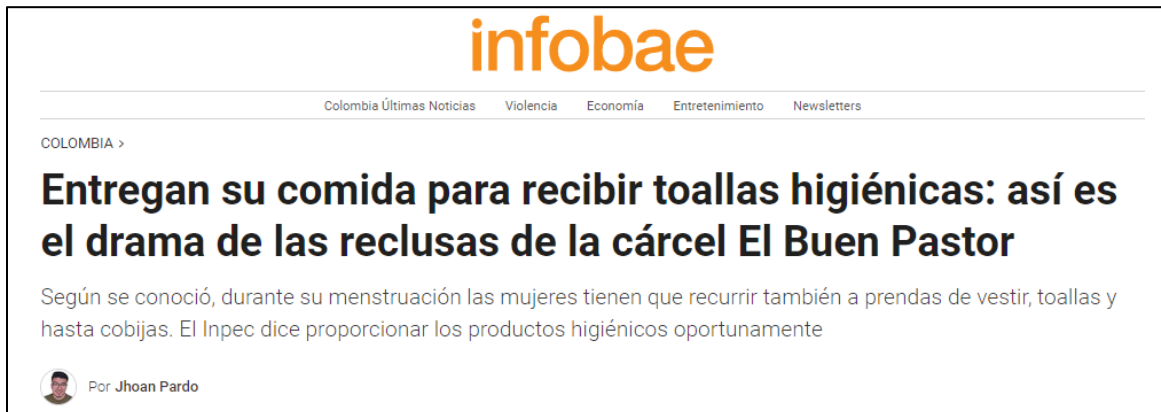 infobae
Colombia Últimas Noticias Violencia Economía Entretenimiento Newsletters
COLOMBIA >
Entregan su comida para recibir toallas higiénicas: así es
el drama de las reclusas de la cárcel El Buen Pastor
Según se conoció, durante su menstruación las mujeres tienen que recurrir también a prendas de vestir, toallas y
hasta cobijas. El Inpec dice proporcionar los productos higiénicos oportunamente
Por Jhoan Pardo